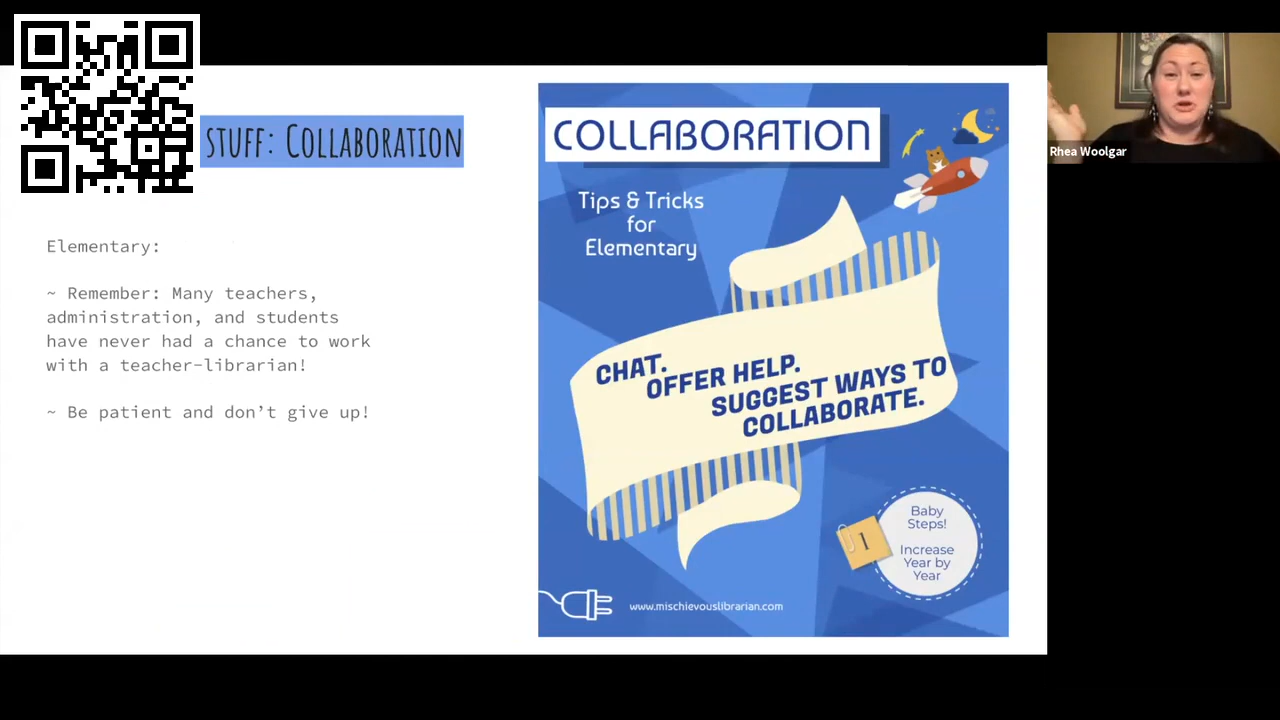 STUFF: COLLABORATION
Elementary:
~ Remember: Many teachers,
administration, and students
have never had a chance to work
with a teacher-librarian!
~ Be patient and don’t give up!
COLLABORATION
Tips & Tricks
for
Elementary
CHAT.
OFFER HELP.
SUGGEST WAYS TO
COLLABORATE.
1
Baby
Steps!
Increase
Year by
Year
www.mischievouslibrarian.com
Rhea Woolgar